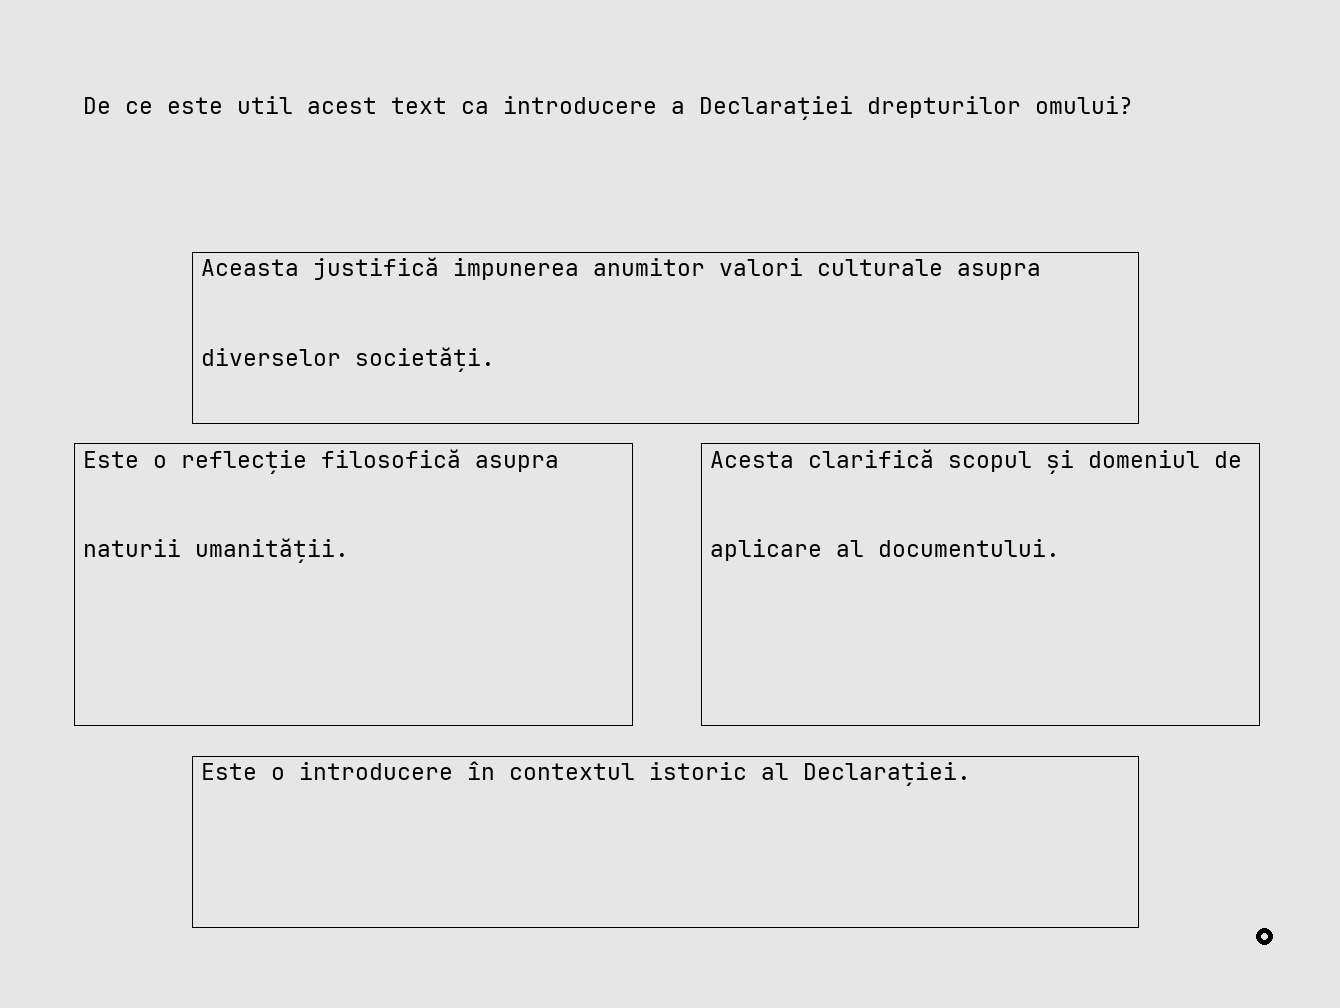 De ce este util acest text ca introducere a Declarației drepturilor omului?
Aceasta justifică impunerea anumitor valori culturale asupra
diverselor societăți.
Este o reflecție filosofică asupra
naturii umanității.
Acesta clarifică scopul și domeniul de
aplicare al documentului.
Este o introducere în contextul istoric al Declarației.